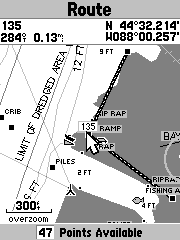 Route
135 N 44°32.214'
284° 0.13m W088°00.257'
9 FT
12 FT
LIMIT OF DREDGED AREA
CRIB
RIP RAP
135
RAMP
RAP
BAY
PILES
RIPRA
FISHING A
2 FT
6 FT
4 FT
300ft
overzoom
47 Points Available